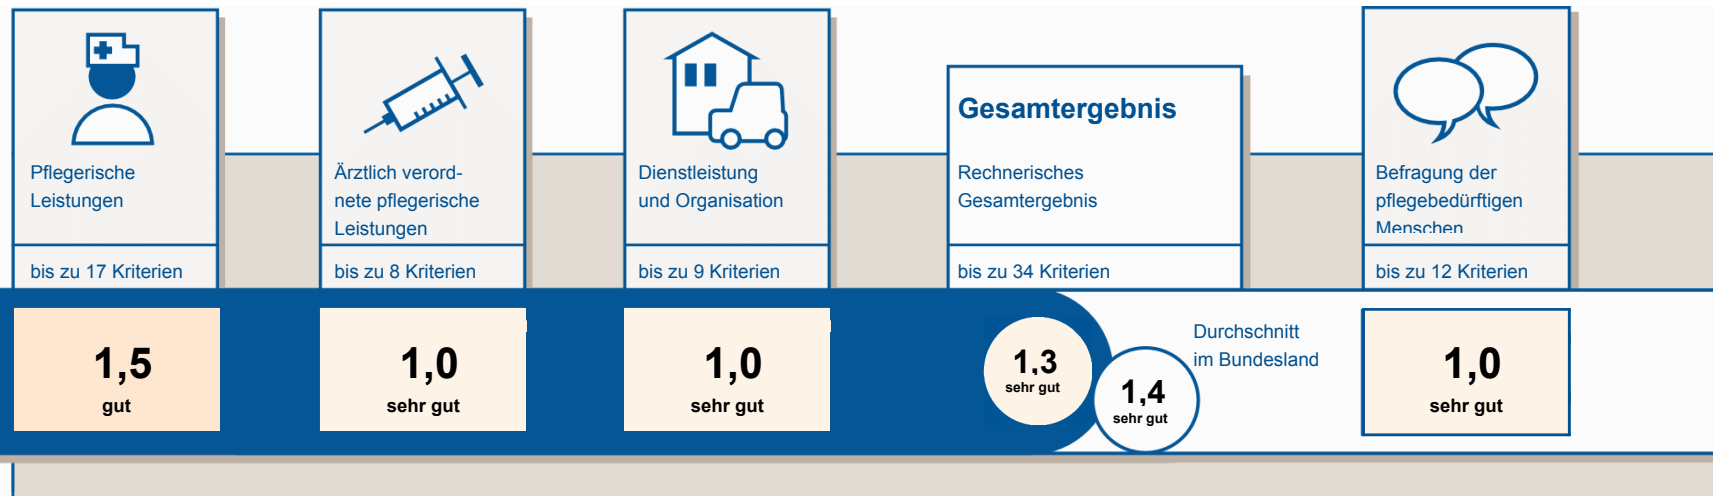 Pflegerische
Leistungen
bis zu 17 Kriterien
1,5
gut
Ärztlich verord-
nete pflegerische
Leistungen
bis zu 8 Kriterien
1,0
sehr gut
Dienstleistung
und Organisation
bis zu 9 Kriterien
1,0
sehr gut
Gesamtergebnis
Rechnerisches
Gesamtergebnis
bis zu 34 Kriterien
1,3
sehr gut
1,4
sehr gut
Durchschnitt
im Bundesland
Befragung der
pflegebedürftigen
Menschen
bis zu 12 Kriterien
1,0
sehr gut